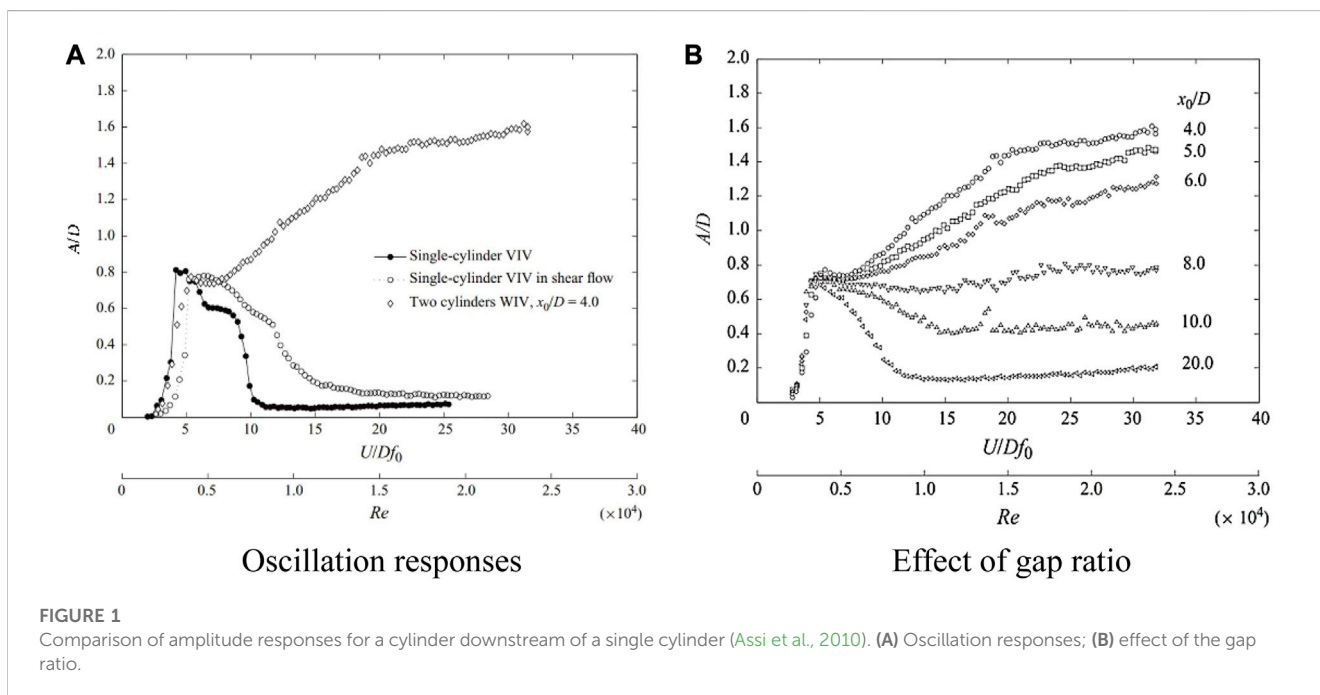 A
2.0
1.8
1.6
1.4
1.2
1.0
0.8
0.6
0.4
0.2
A/D
Single-cylinder VIV
Single-cylinder VIV in shear flow
Two cylinders WIV, x₀/D = 4.0
0 5 10 15 20 25 30 35 40
U/Df₀
0 0.5 1.0 1.5 2.0 2.5 3.0
Re (×10⁴)
Oscillation responses
B
2.0
1.8
1.6
1.4
1.2
1.0
0.8
0.6
0.4
0.2
0
A/D
x₀/D
4.0
5.0
6.0
8.0
10.0
20.0
0 5 10 15 20 25 30 35 40
U/Df₀
0 0.5 1.0 1.5 2.0 2.5 3.0
Re (× 10⁴)
Effect of gap ratio
FIGURE 1
Comparison of amplitude responses for a cylinder downstream of a single cylinder (Assi et al., 2010). (A) Oscillation responses; (B) effect of the gap
ratio.